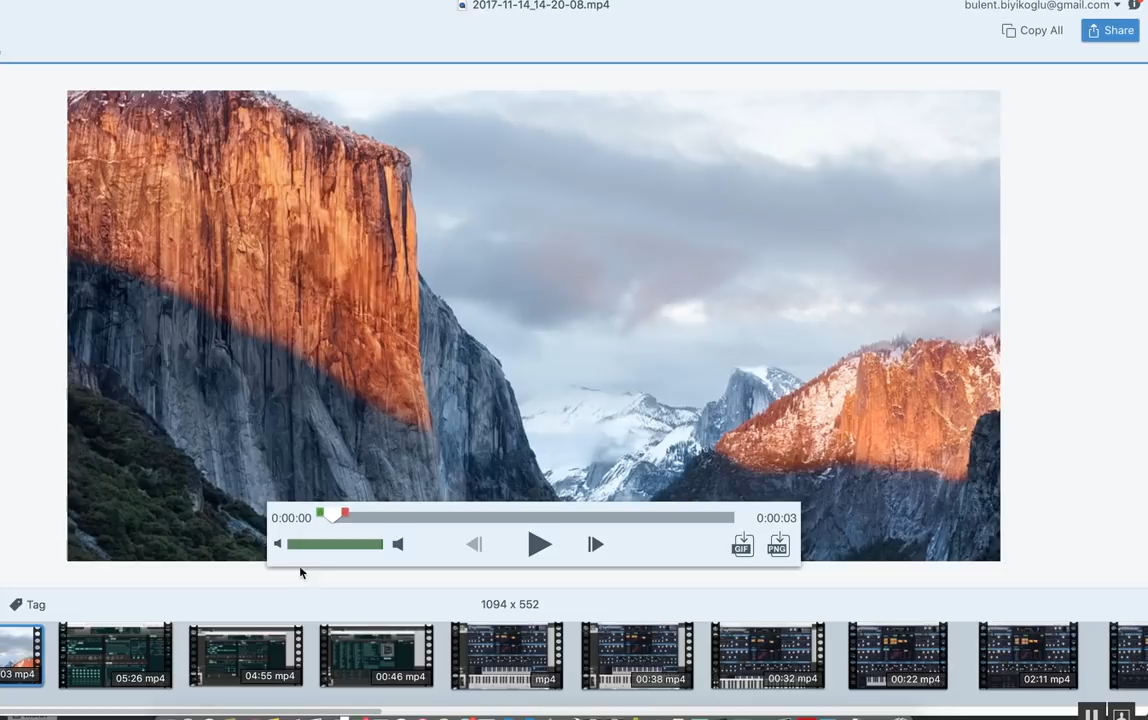 2017-11-14_14-20-08.mp4
bulent.biyikoglu@gmail.com
Copy All
Share
0:00:00
0:00:03
GIF
PNG
Tag
1094 x 552
03 mp4
05:26 mp4
04:55 mp4
00:46 mp4
mp4
00:38 mp4
00:32 mp4
00:22 mp4
02:11 mp4